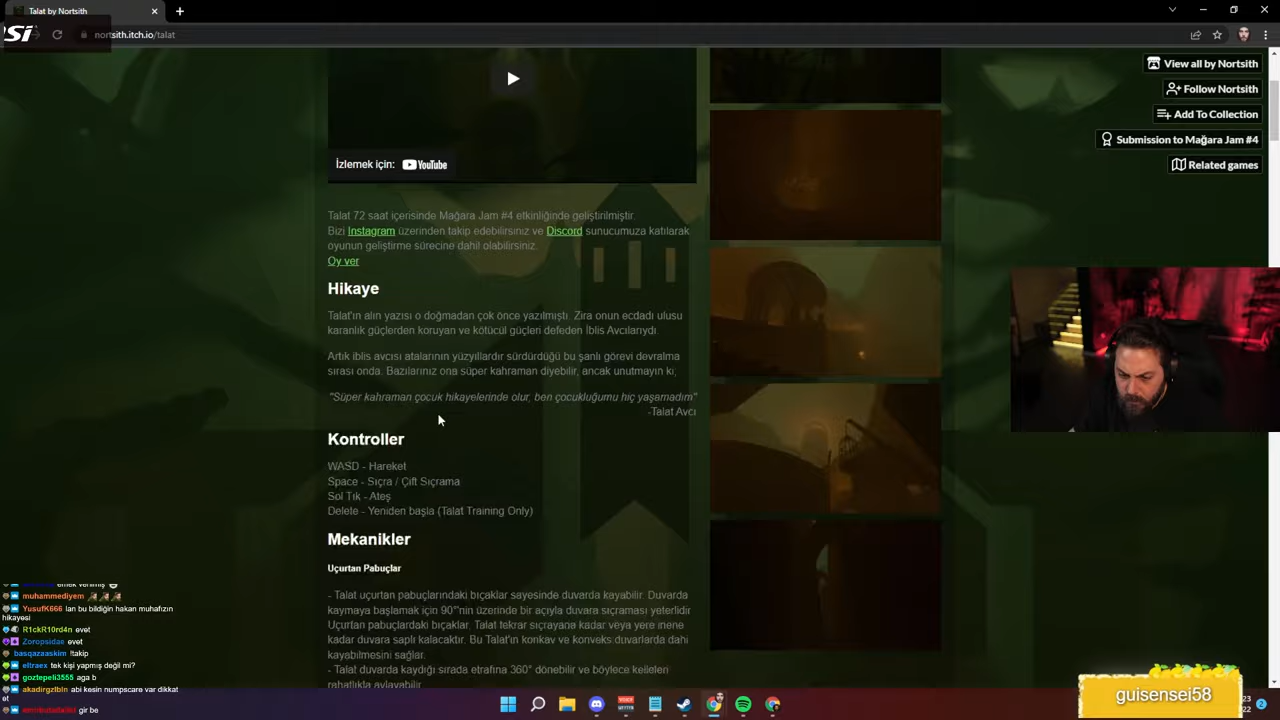 Talat by Nortsith
nortsith.itch.io/talat
View all by Nortsith
Follow Nortsith
Add To Collection
Submission to Mağara Jam #4
Related games
İzlemek için: YouTube
Talat 72 saat içerisinde Mağara Jam #4 etkinliğinde geliştirilmiştir.
Bizi Instagram üzerinden takip edebilirsiniz ve Discord sunucumuza katılarak
oyunun geliştirme sürecine dahil olabilirsiniz.
Oy ver
Hikaye
Talat'ın alın yazısı o doğmadan çok önce yazılmıştı. Zira onun ecdadı ulusu
karanlık güçlerden koruyan ve kötücül güçleri defeden İblis Avcılarıydı.
Artık iblis avcısı atalarının yüzyıllardır sürdürdüğü bu şanlı görevi devralma
sırası onda. Bazılarınız ona süper kahraman diyebilir, ancak unutmayın ki;
"Süper kahraman çocuk hikayelerinde olur, ben çocukluğumu hiç yaşamadım"
-Talat Avcı
Kontroller
WASD - Hareket
Space - Sıçra / Çift Sıçrama
Sol Tık - Ateş
Delete - Yeniden başla (Talat Training Only)
Mekanikler
Uçurtan Pabuçlar
- Talat uçurtan pabuçlarındaki bıçaklar sayesinde duvarda kayabilir. Duvarda
kaymaya başlamak için 90°'nin üzerinde bir açıyla duvara sıçraması yeterlidir.
Uçurtan pabuçlardaki bıçaklar, Talat tekrar sıçrayana kadar veya yere inene
kadar duvara saplı kalacaktır. Bu Talat'ın konkav ve konveks duvarlarda dahi
kayabilmesini sağlar.
- Talat duvarda kaydığı sırada etrafına 360° dönebilir ve böylece kelleleri
rahatlıkla avlayabilir.
emek verilmiş
muhammediyem
YusufK666 lan bu bildiğin hakan muhafızın
hikayesi
R1ckR10rd4n evet
Zoropsidae evet
basqazaaskim !takip
eltraex tek kişi yapmış değil mi?
goztepeli3555 aga b
akadirgzlbln abi kesin numpscare var dikkat
et
gir be
guisensei58